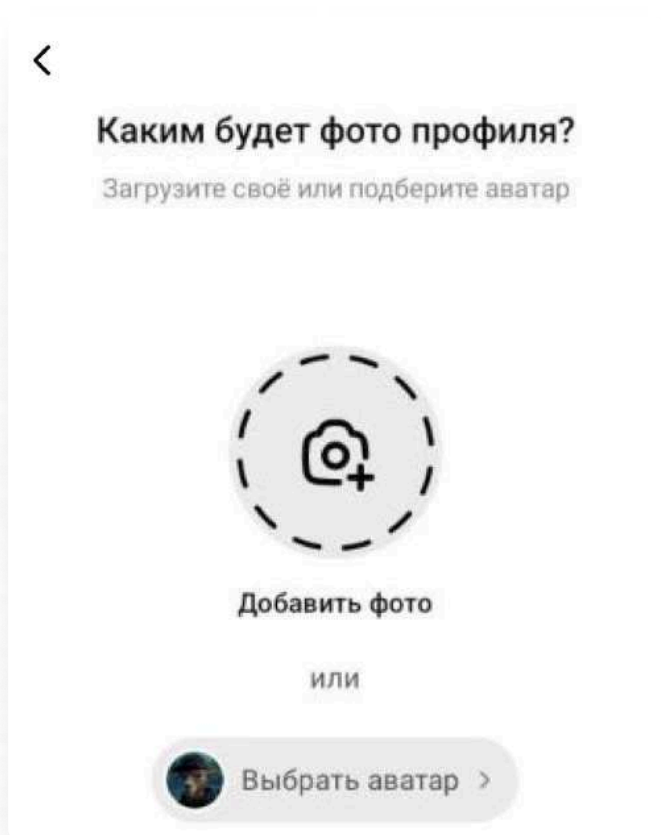 Каким будет фото профиля?
Загрузите своё или подберите аватар
Добавить фото
или
Выбрать аватар